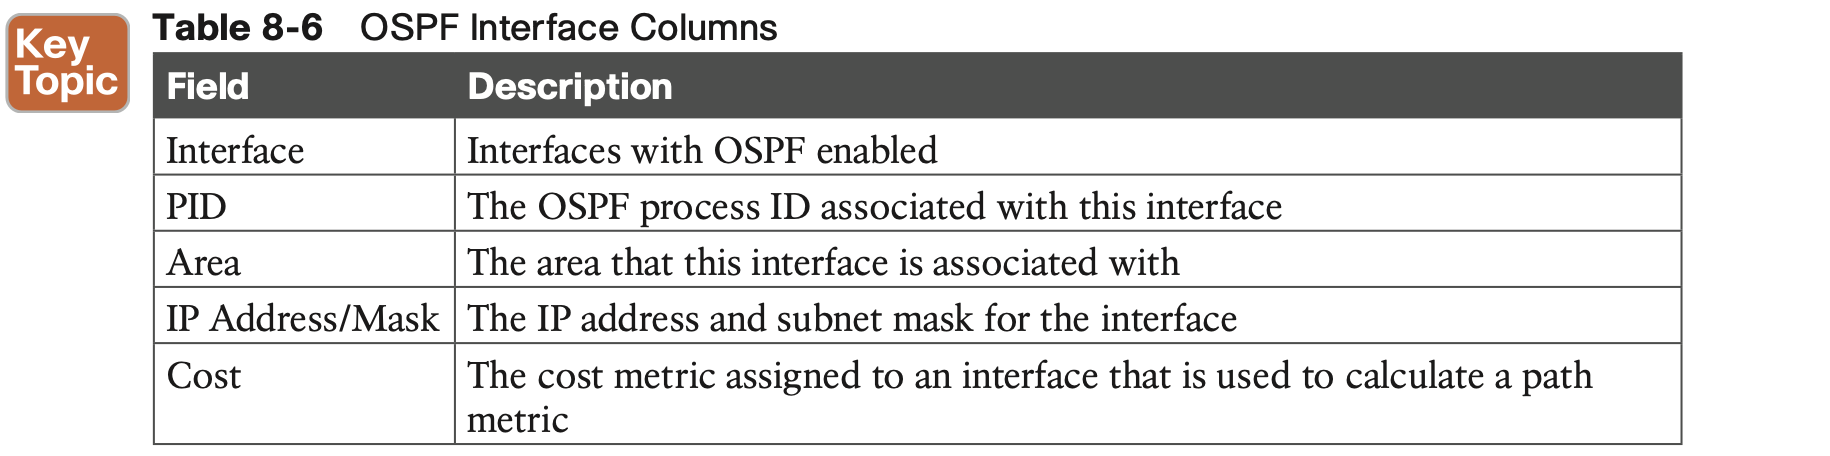 Key
Topic
Table 8-6 OSPF Interface Columns
Field Description
Interface Interfaces with OSPF enabled
PID The OSPF process ID associated with this interface
Area The area that this interface is associated with
IP Address/Mask The IP address and subnet mask for the interface
Cost The cost metric assigned to an interface that is used to calculate a path
metric